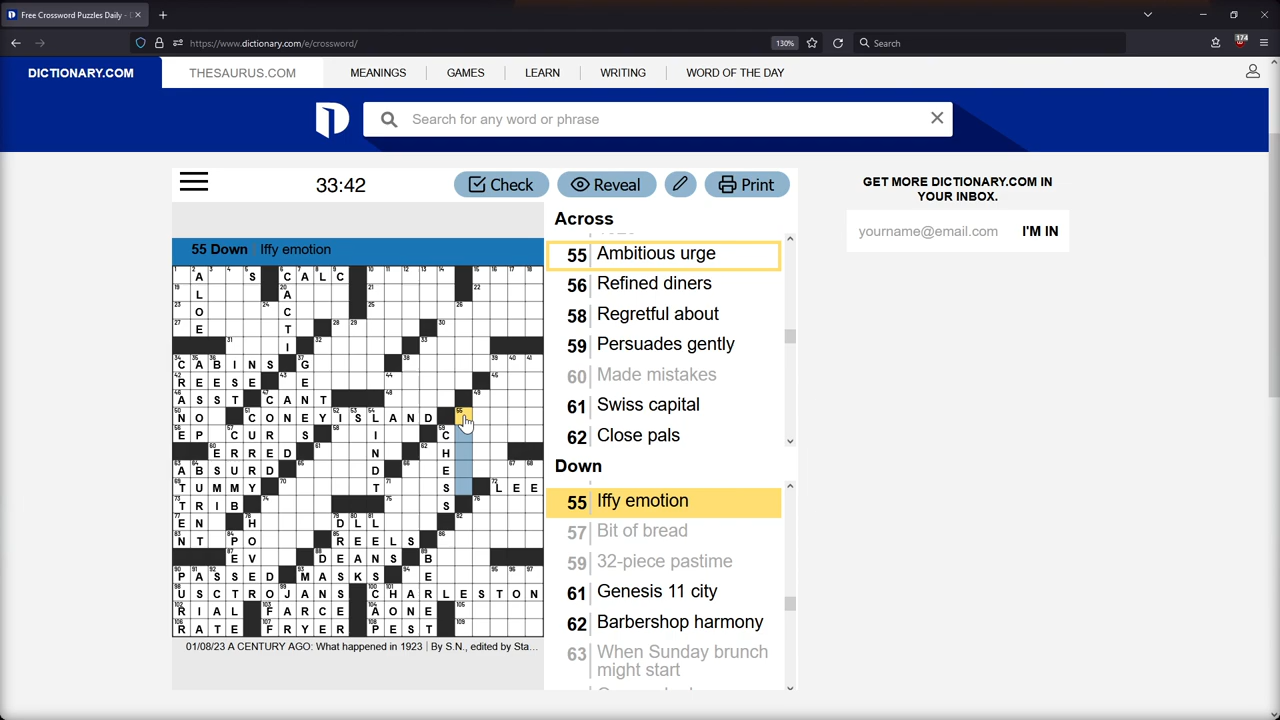 Free Crossword Puzzles Daily -
https://www.dictionary.com/e/crossword/
130%
Search
174
DICTIONARY.COM
THESAURUS.COM
MEANINGS
GAMES
LEARN
WRITING
WORD OF THE DAY
Search for any word or phrase
33:42
Check
Reveal
Print
55 Down
Iffy emotion
A S C A L C
L A
O C
E T
I
C A B I N S G
R E E S E E
A S S T C A N T
N O C O N E Y I S L A N D
E P C U R S I C
E R R E D N H
A B S U R D D E
T U M M Y T S L E E
T R I B S
E N H D L L
N T P O R E E L S
E V D E A N S B
P A S S E D M A S K S E
U S C T R O J A N S C H A R L E S T O N
R I A L F A R C E A O N E
R A T E F R Y E R P E S T
01/08/23 A CENTURY AGO: What happened in 1923 | By S.N., edited by Sta...
Across
55 Ambitious urge
56 Refined diners
58 Regretful about
59 Persuades gently
60 Made mistakes
61 Swiss capital
62 Close pals
Down
55 Iffy emotion
57 Bit of bread
59 32-piece pastime
61 Genesis 11 city
62 Barbershop harmony
63 When Sunday brunch
might start
GET MORE DICTIONARY.COM IN
YOUR INBOX.
yourname@email.com
I'M IN